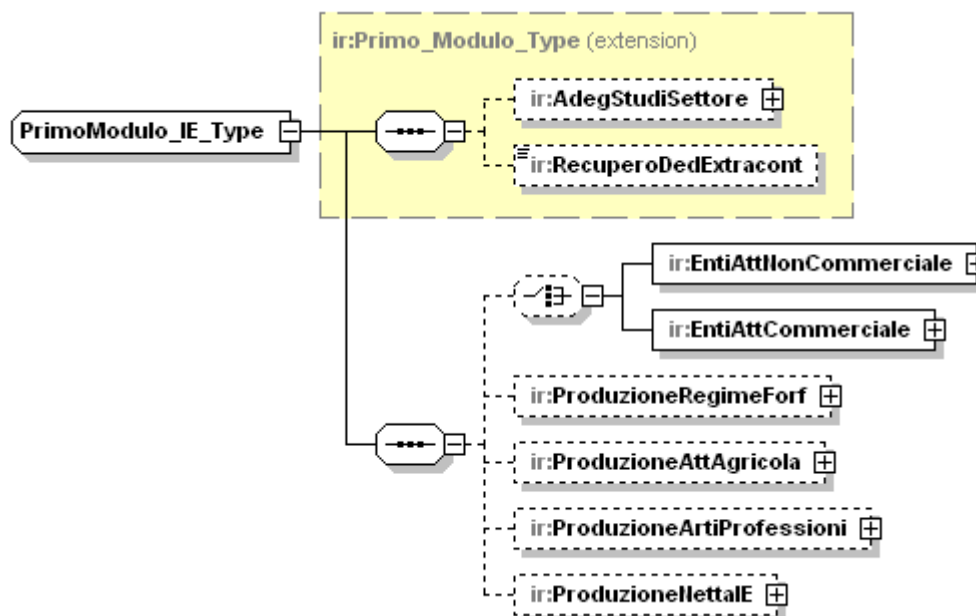 ir:Primo_Modulo_Type (extension)
ir:AdegStudiSettore
PrimoModulo_IE_Type
ir:RecuperoDedExtracont
ir:EntiAttNonCommerciale
ir:EntiAttCommerciale
ir:ProduzioneRegimeForf
ir:ProduzioneAttAgricola
ir:ProduzioneArtiProfessioni
ir:ProduzioneNettaIE